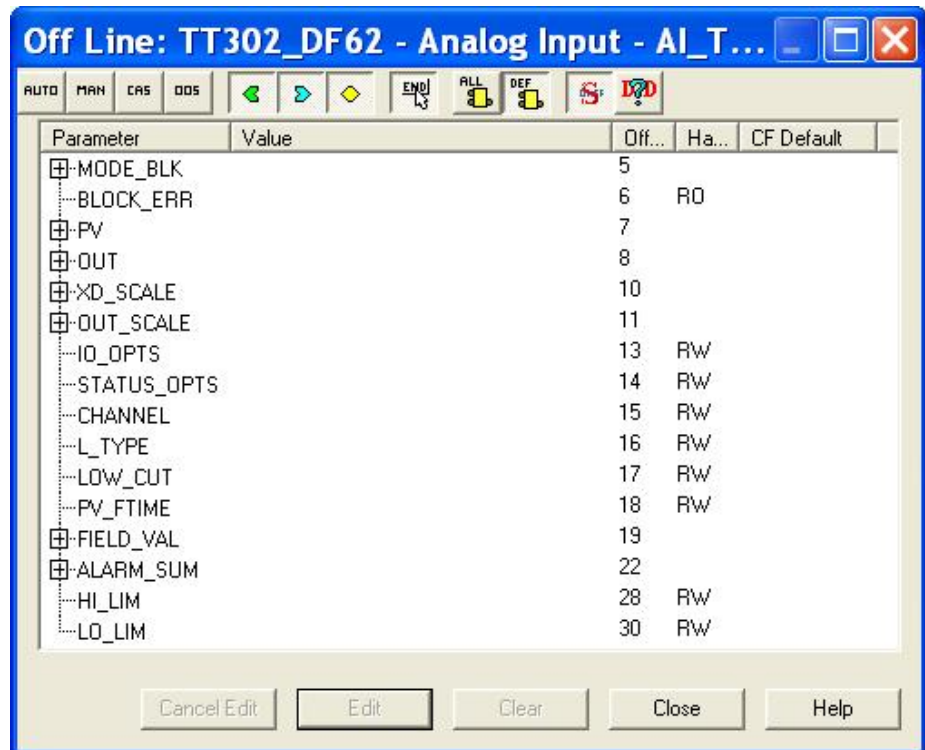 Off Line: TT302_DF62 - Analog Input - AI_T...
AUTO MAN CAS OOS END ALL DEF S D?D
Parameter Value Off... Ha... CF Default
MODE_BLK 5
BLOCK_ERR 6 RO
PV 7
OUT 8
XD_SCALE 10
OUT_SCALE 11
IO_OPTS 13 RW
STATUS_OPTS 14 RW
CHANNEL 15 RW
L_TYPE 16 RW
LOW_CUT 17 RW
PV_FTIME 18 RW
FIELD_VAL 19
ALARM_SUM 22
HI_LIM 28 RW
LO_LIM 30 RW
Cancel Edit Edit Clear Close Help